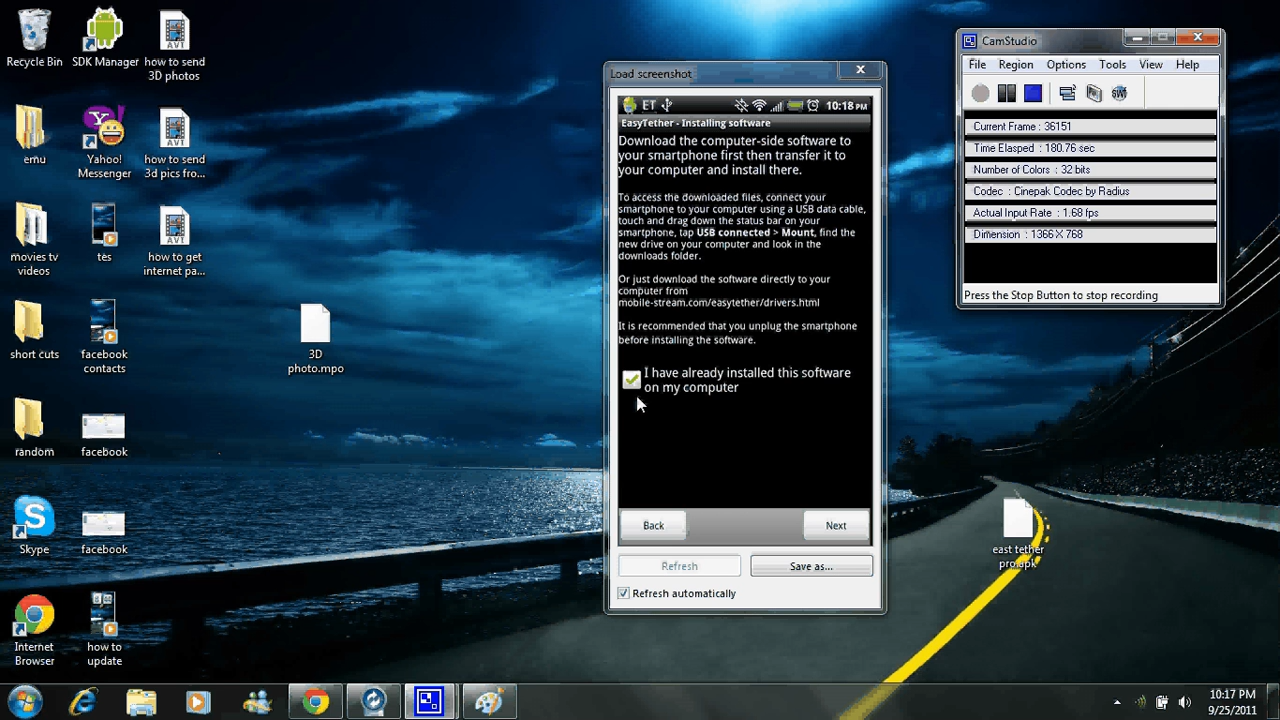 Recycle Bin
SDK Manager
how to send
3D photos
emu
Yahoo!
Messenger
how to send
3d pics fro...
movies tv
videos
tes
how to get
internet pa...
short cuts
facebook
contacts
3D
photo.mpo
random
facebook
Skype
facebook
Internet
Browser
how to
update
AVI
AVI
AVI
Load screenshot
ET
10:18 PM
EasyTether - Installing software
Download the computer-side software to
your smartphone first then transfer it to
your computer and install there.
To access the downloaded files, connect your
smartphone to your computer using a USB data cable,
touch and drag down the status bar on your
smartphone, tap USB connected > Mount, find the
new drive on your computer and look in the
downloads folder.
Or just download the software directly to your
computer from
mobile-stream.com/easytether/drivers.html
It is recommended that you unplug the smartphone
before installing the software.
I have already installed this software
on my computer
Back
Next
Refresh
Save as...
Refresh automatically
CamStudio
File Region Options Tools View Help
SWF
Current Frame : 36151
Time Elasped : 180.76 sec
Number of Colors : 32 bits
Codec : Cinepak Codec by Radius
Actual Input Rate : 1.68 fps
Dimension : 1366 X 768
Press the Stop Button to stop recording
east tether
pro.apk
10:17 PM
9/25/2011